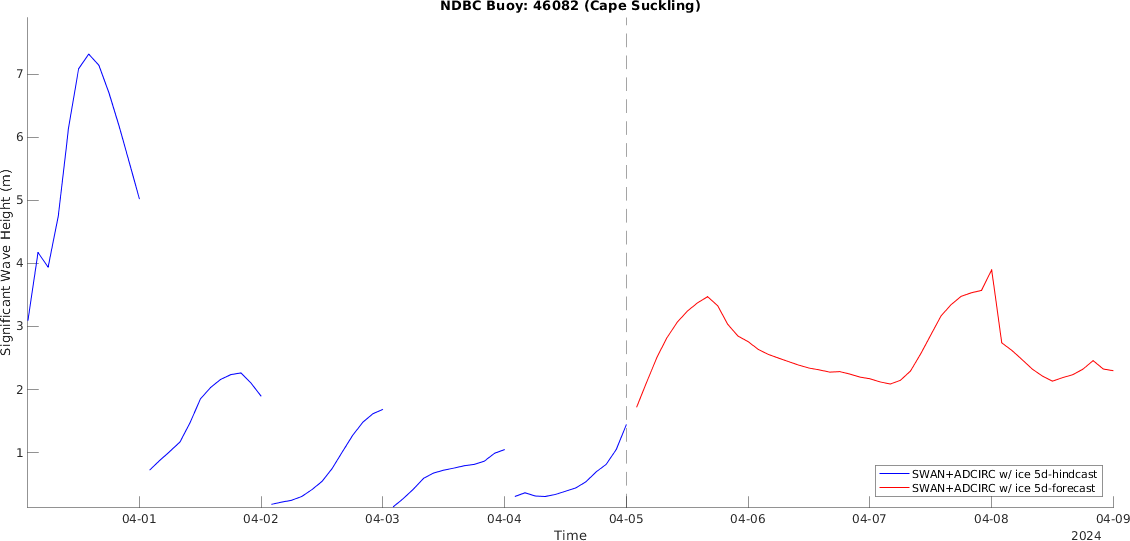 NDBC Buoy: 46082 (Cape Suckling)
Significant Wave Height (m)
7
6
5
4
3
2
1
SWAN+ADCIRC w/ ice 5d-hindcast
SWAN+ADCIRC w/ ice 5d-forecast
04-01 04-02 04-03 04-04 04-05 04-06 04-07 04-08 04-09
Time
2024